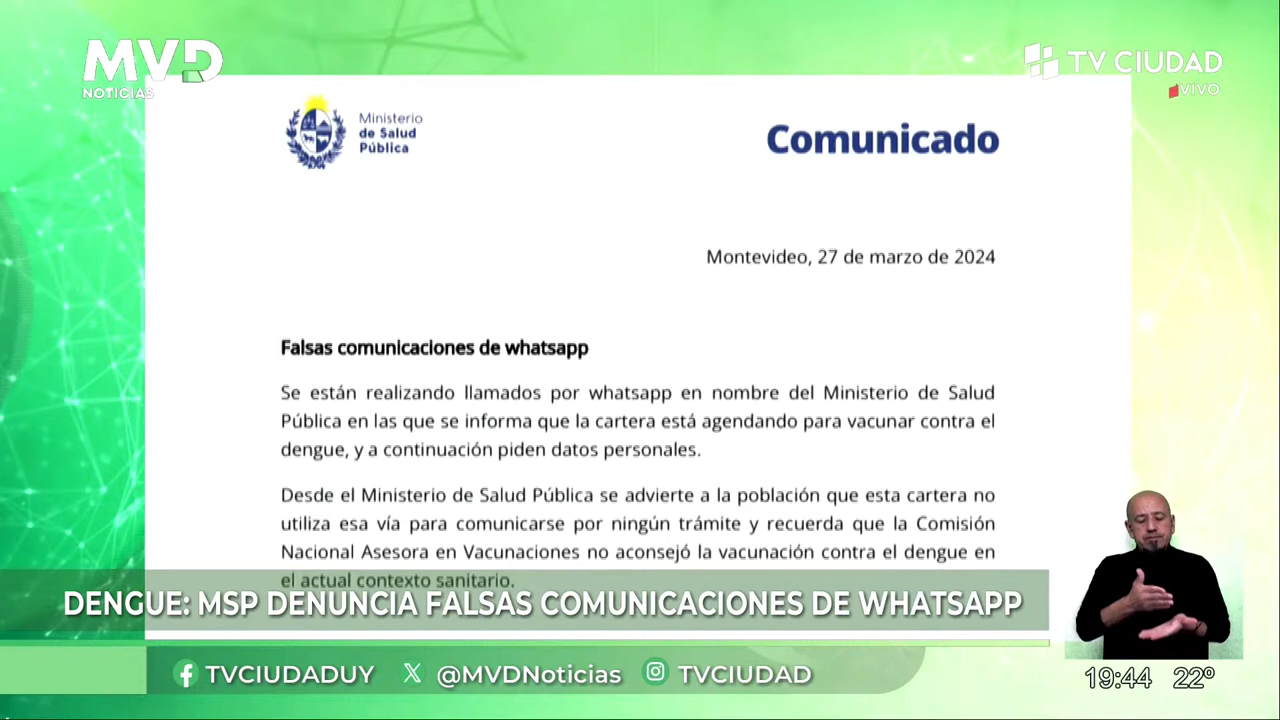 MVD
NOTICIAS
TV CIUDAD
VIVO
Ministerio
de Salud
Pública
Comunicado
Montevideo, 27 de marzo de 2024
Falsas comunicaciones de whatsapp
Se están realizando llamados por whatsapp en nombre del Ministerio de Salud
Pública en las que se informa que la cartera está agendando para vacunar contra el
dengue, y a continuación piden datos personales.
Desde el Ministerio de Salud Pública se advierte a la población que esta cartera no
utiliza esa vía para comunicarse por ningún trámite y recuerda que la Comisión
Nacional Asesora en Vacunaciones no aconsejó la vacunación contra el dengue en
el actual contexto sanitario.
DENGUE: MSP DENUNCIA FALSAS COMUNICACIONES DE WHATSAPP
TVCIUDADUY @MVDNoticias TVCIUDAD
19:44 22º